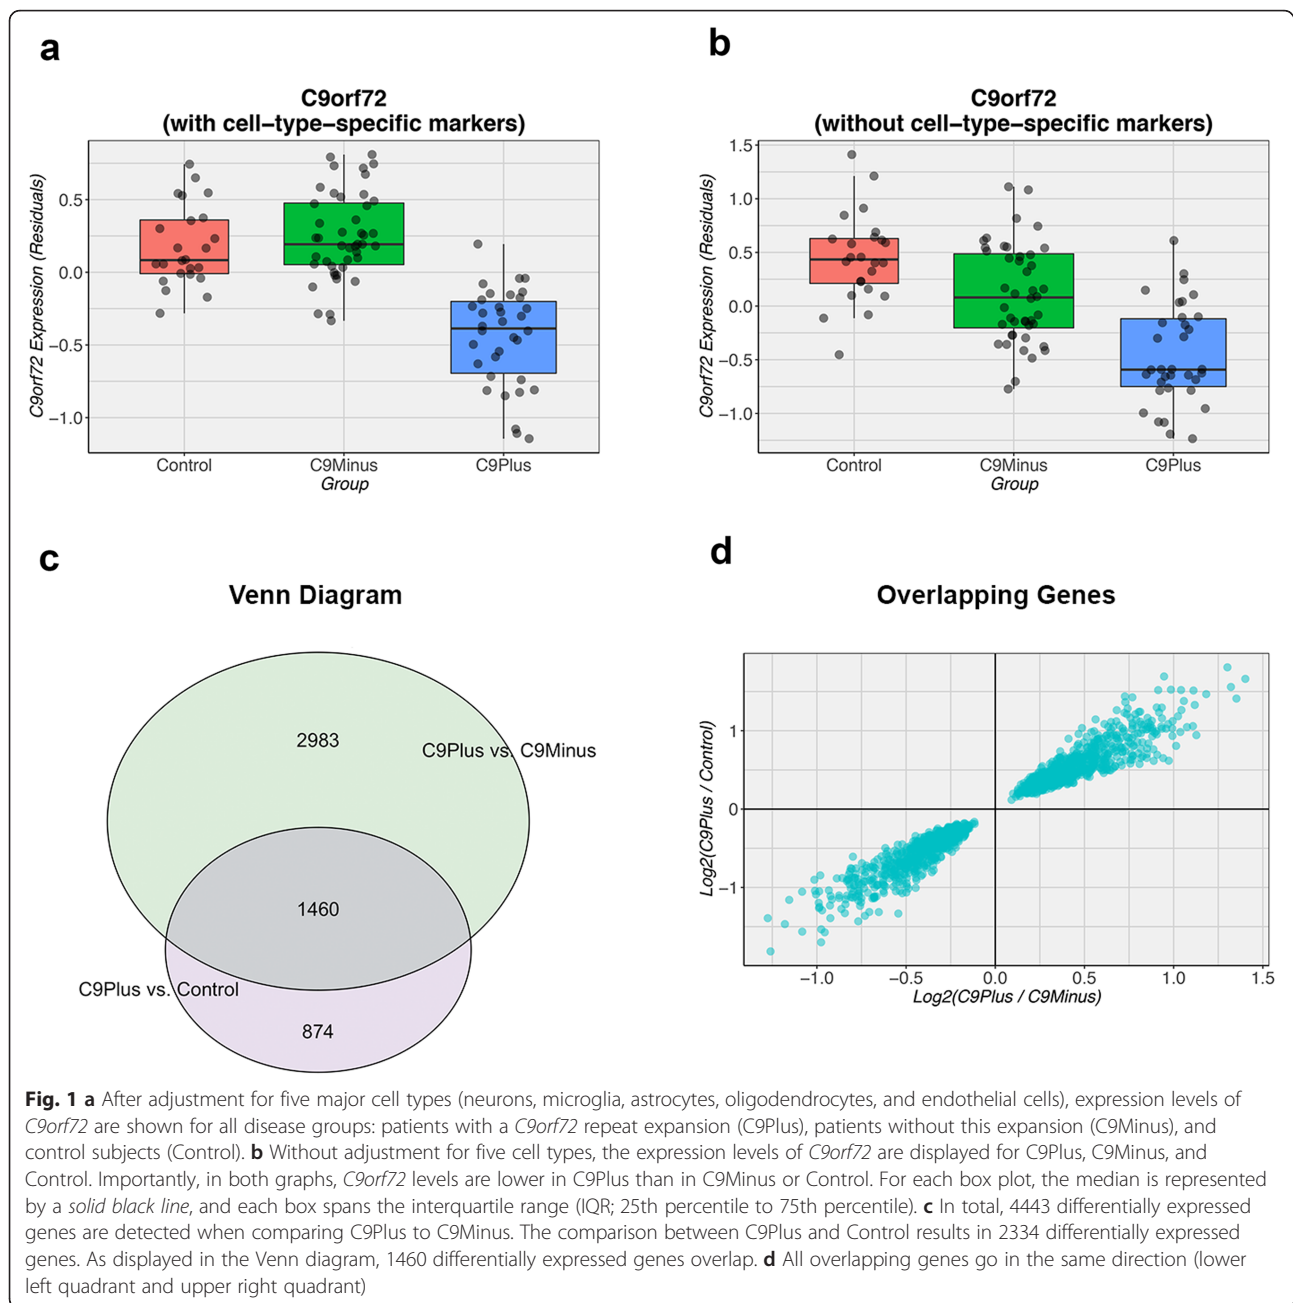 a
C9orf72
(with cell–type–specific markers)
C9orf72 Expression (Residuals)
0.5
0.0
−0.5
−1.0
Control
C9Minus
C9Plus
Group
b
C9orf72
(without cell–type–specific markers)
C9orf72 Expression (Residuals)
1.5
1.0
0.5
0.0
−0.5
−1.0
Control
C9Minus
C9Plus
Group
c
Venn Diagram
2983
C9Plus vs. C9Minus
1460
C9Plus vs. Control
874
d
Overlapping Genes
Log2(C9Plus / Control)
1
0
−1
−1.0
−0.5
0.0
0.5
1.0
1.5
Log2(C9Plus / C9Minus)
Fig. 1 a After adjustment for five major cell types (neurons, microglia, astrocytes, oligodendrocytes, and endothelial cells), expression levels of
C9orf72 are shown for all disease groups: patients with a C9orf72 repeat expansion (C9Plus), patients without this expansion (C9Minus), and
control subjects (Control). b Without adjustment for five cell types, the expression levels of C9orf72 are displayed for C9Plus, C9Minus, and
Control. Importantly, in both graphs, C9orf72 levels are lower in C9Plus than in C9Minus or Control. For each box plot, the median is represented
by a solid black line, and each box spans the interquartile range (IQR; 25th percentile to 75th percentile). c In total, 4443 differentially expressed
genes are detected when comparing C9Plus to C9Minus. The comparison between C9Plus and Control results in 2334 differentially expressed
genes. As displayed in the Venn diagram, 1460 differentially expressed genes overlap. d All overlapping genes go in the same direction (lower
left quadrant and upper right quadrant)